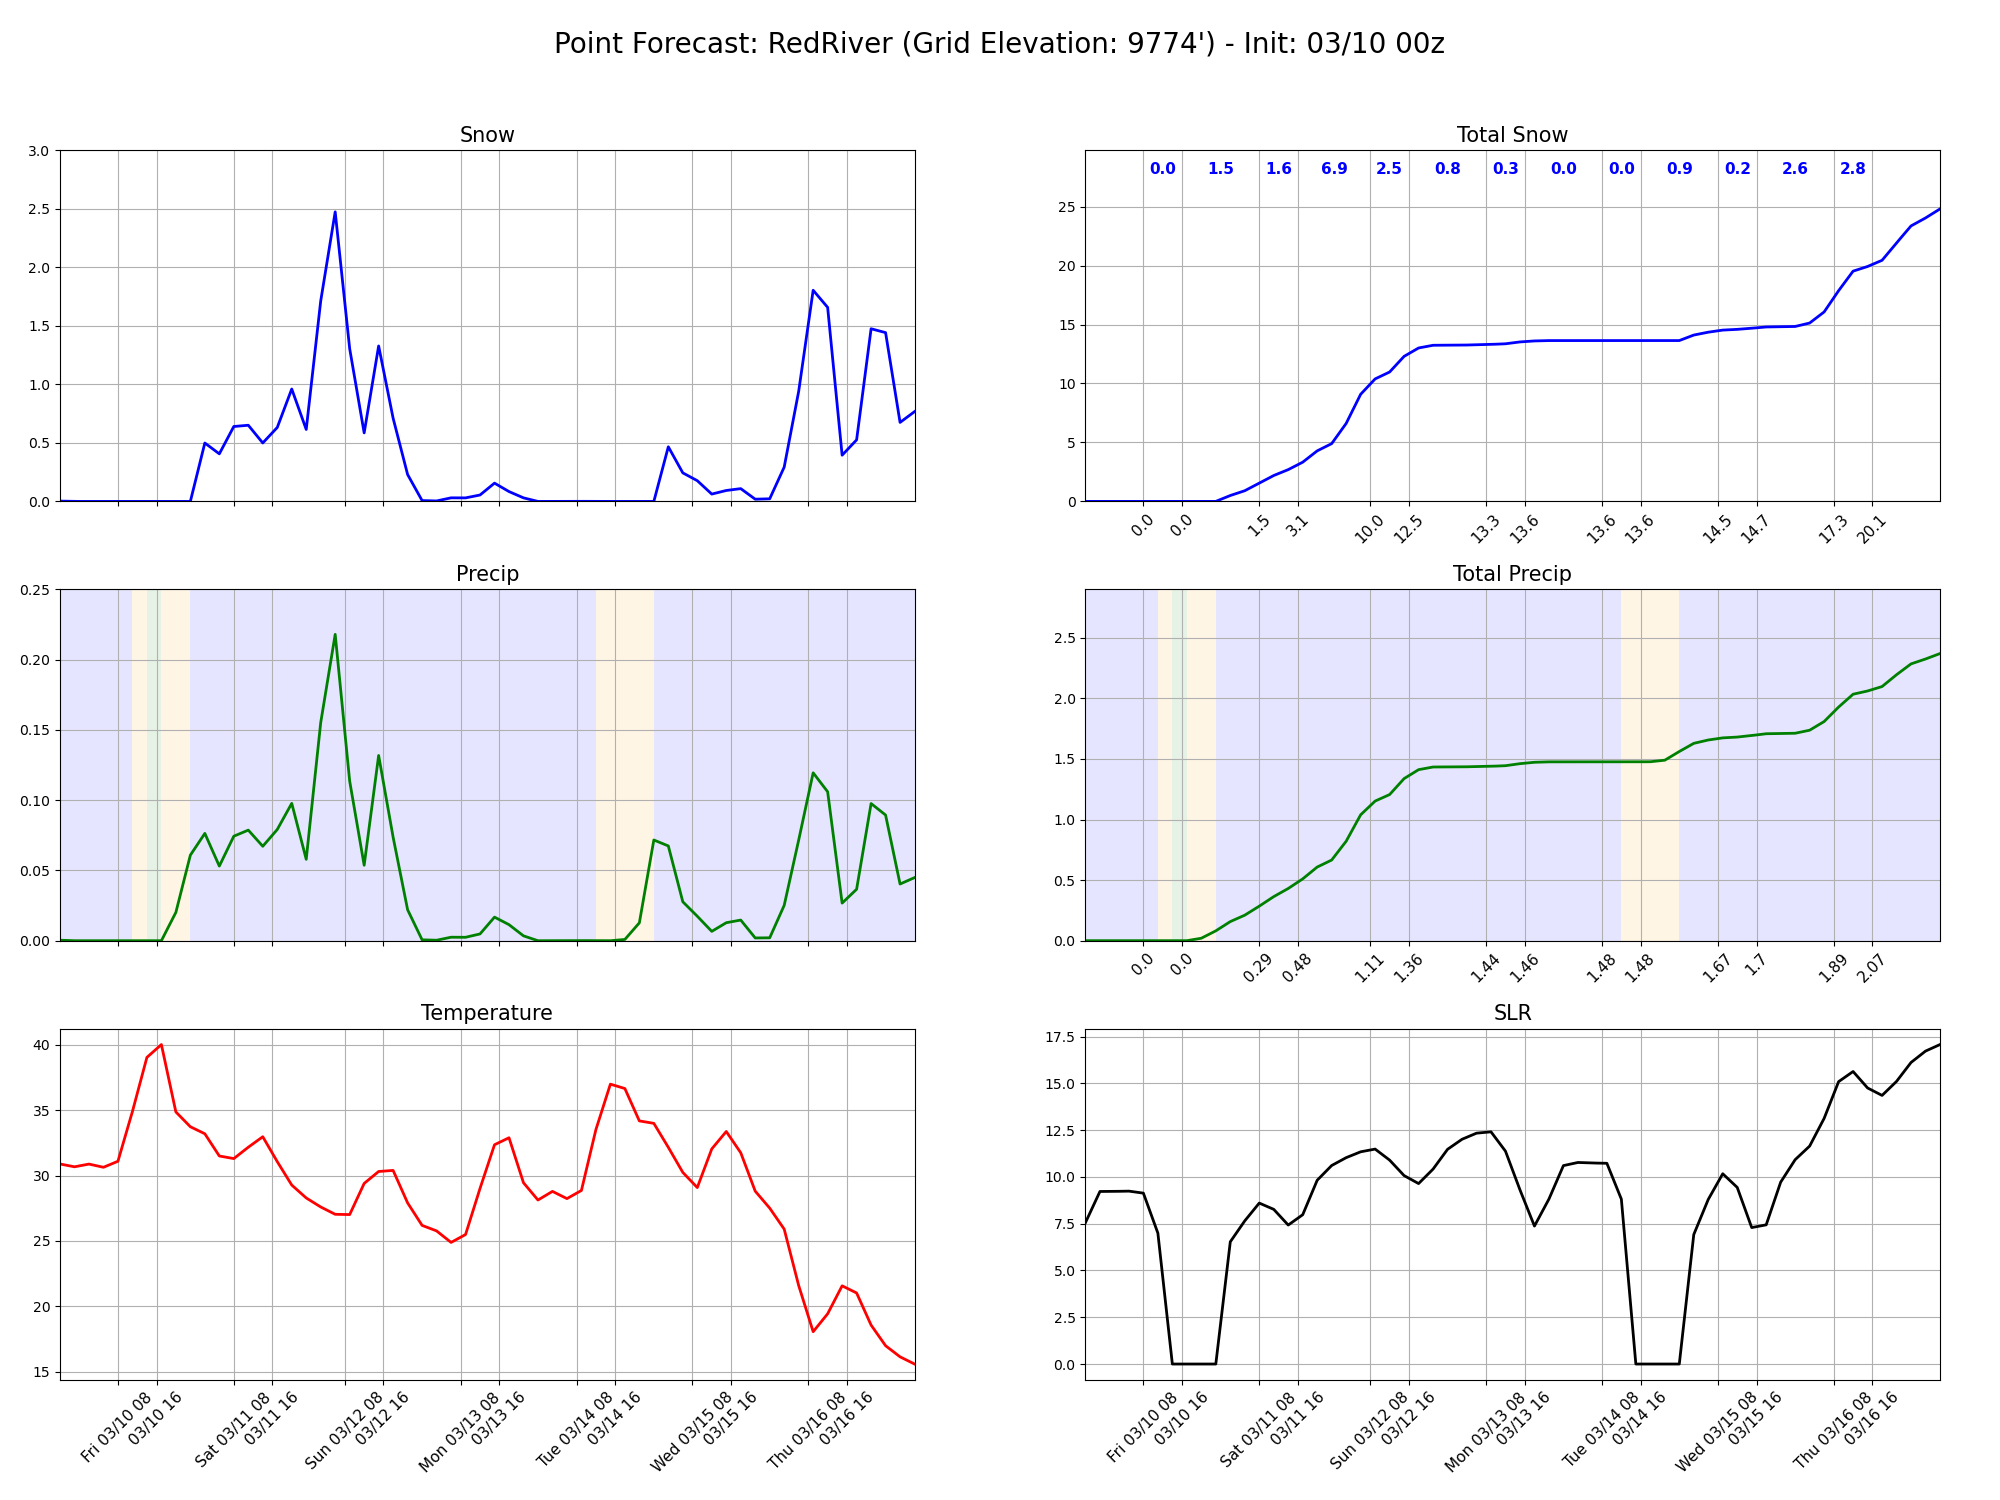 Point Forecast: RedRiver (Grid Elevation: 9774') - Init: 03/10 00z
Snow
3.0
2.5
2.0
1.5
1.0
0.5
0.0
Total Snow
0.0 1.5 1.6 6.9 2.5 0.8 0.3 0.0 0.0 0.9 0.2 2.6 2.8
25
20
15
10
5
0
0.0 0.0 1.5 3.1 10.0 12.5 13.3 13.6 13.6 13.6 14.5 14.7 17.3 20.1
Precip
0.25
0.20
0.15
0.10
0.05
0.00
Total Precip
2.5
2.0
1.5
1.0
0.5
0.0
0.0 0.0 0.29 0.48 1.11 1.36 1.44 1.46 1.48 1.48 1.67 1.7 1.89 2.07
Temperature
40
35
30
25
20
15
Fri 03/10 08
03/10 16
Sat 03/11 08
03/11 16
Sun 03/12 08
03/12 16
Mon 03/13 08
03/13 16
Tue 03/14 08
03/14 16
Wed 03/15 08
03/15 16
Thu 03/16 08
03/16 16
SLR
17.5
15.0
12.5
10.0
7.5
5.0
2.5
0.0
Fri 03/10 08
03/10 16
Sat 03/11 08
03/11 16
Sun 03/12 08
03/12 16
Mon 03/13 08
03/13 16
Tue 03/14 08
03/14 16
Wed 03/15 08
03/15 16
Thu 03/16 08
03/16 16